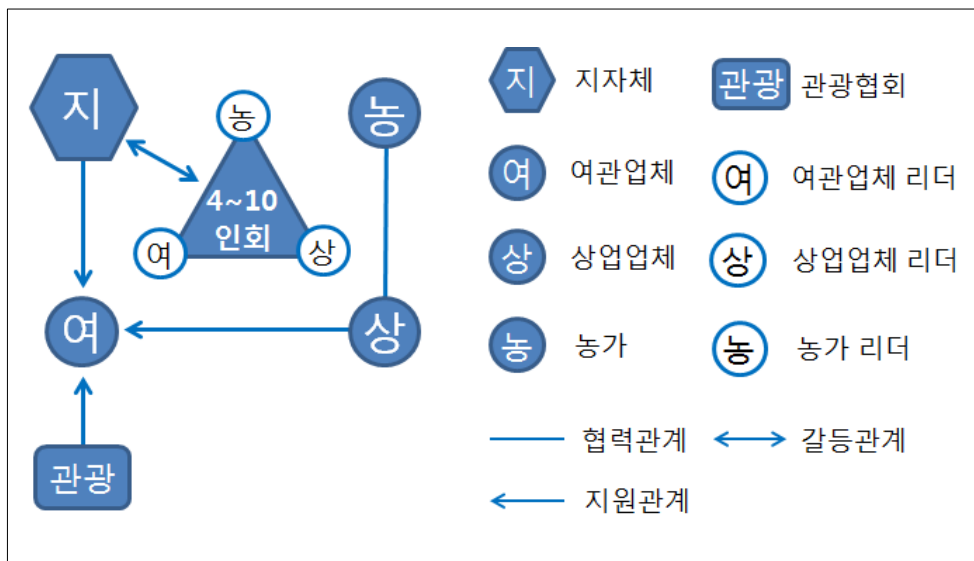 지
농
농
4~10
인회
여
상
여
상
관광
지 지자체
관광 관광협회
여 여관업체
여 여관업체 리더
상 상업업체
상 상업업체 리더
농 농가
농 농가 리더
협력관계
갈등관계
지원관계